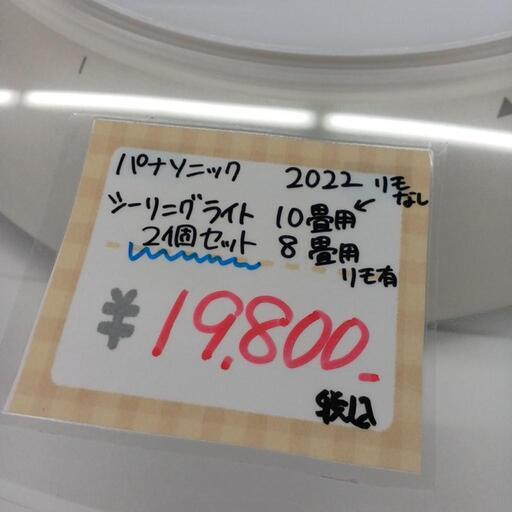 パナソニック 2022 リモなし
シーリングライト 10畳用
2個セット 8畳用
リモ有
¥19,800-
税込